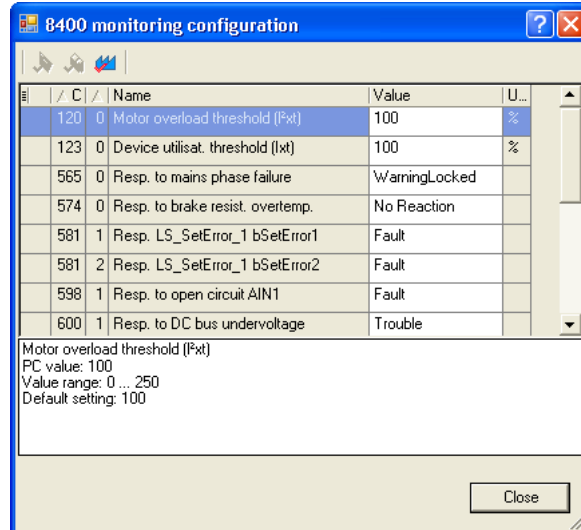 8400 monitoring configuration
C Name Value U...
120 0 Motor overload threshold (I²xt) 100 %
123 0 Device utilisat. threshold (Ixt) 100 %
565 0 Resp. to mains phase failure WarningLocked
574 0 Resp. to brake resist. overtemp. No Reaction
581 1 Resp. LS_SetError_1 bSetError1 Fault
581 2 Resp. LS_SetError_1 bSetError2 Fault
598 1 Resp. to open circuit AIN1 Fault
600 1 Resp. to DC bus undervoltage Trouble
Motor overload threshold (I²xt)
PC value: 100
Value range: 0 ... 250
Default setting: 100
Close